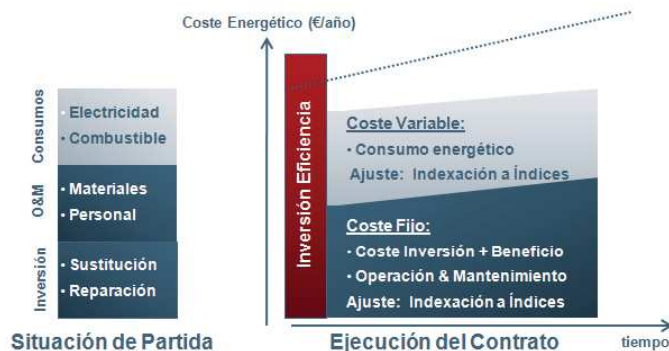 Coste Energético (€/año)
Consumos
• Electricidad
• Combustible
O&M
• Materiales
• Personal
Inversión
• Sustitución
• Reparación
Situación de Partida
Inversión Eficiencia
Coste Variable:
• Consumo energético
Ajuste: Indexación a Índices
Coste Fijo:
• Coste Inversión + Beneficio
• Operación & Mantenimiento
Ajuste: Indexación a Índices
Ejecución del Contrato
tiempo